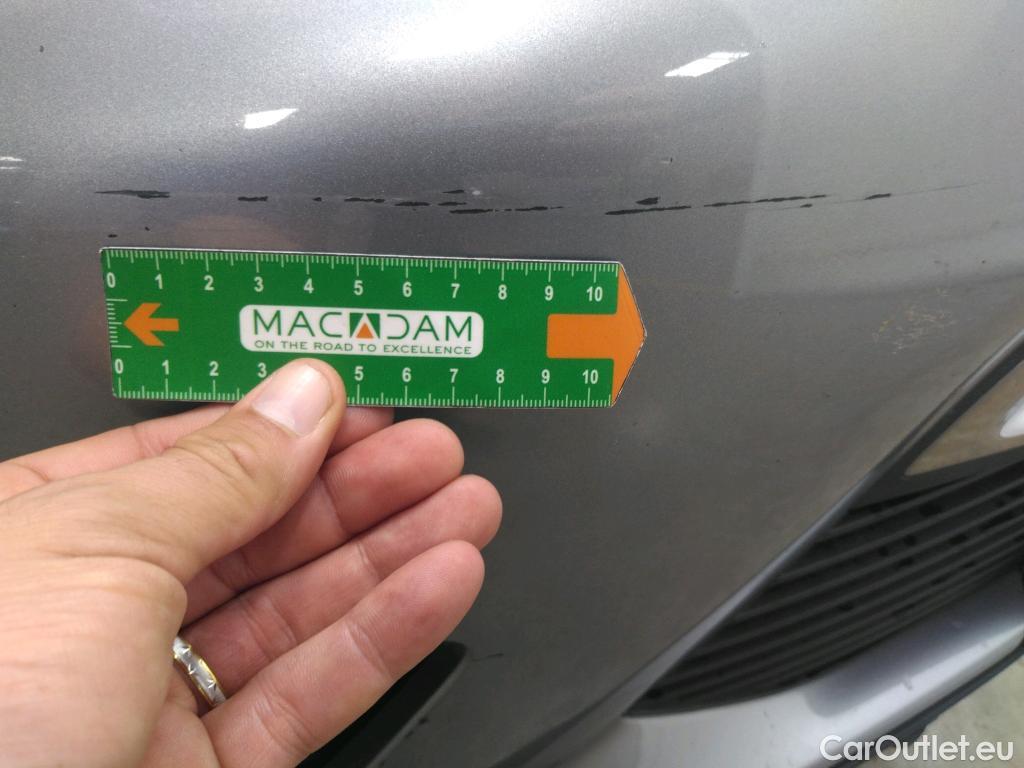 0 1 2 3 4 5 6 7 8 9 10
MACADAM
ON THE ROAD TO EXCELLENCE
0 1 2 3 5 6 7 8 9 10
CarOutlet.eu